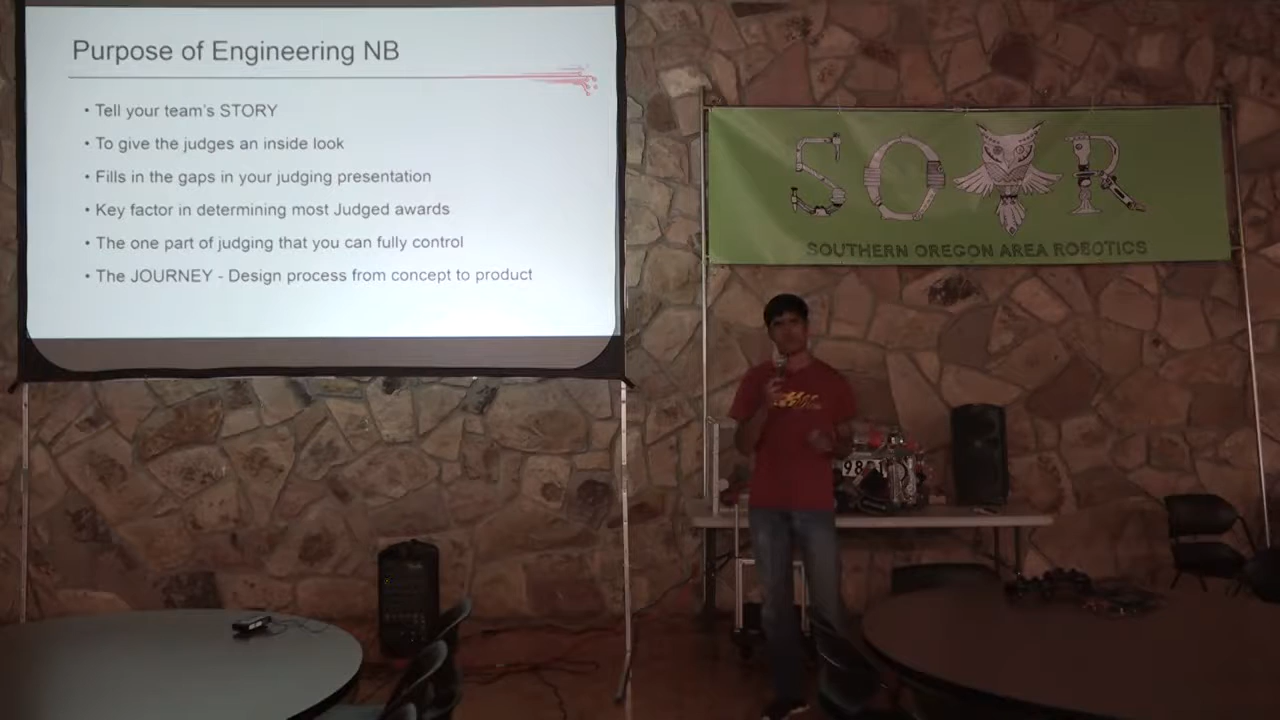 Purpose of Engineering NB
• Tell your team's STORY
• To give the judges an inside look
• Fills in the gaps in your judging presentation
• Key factor in determining most Judged awards
• The one part of judging that you can fully control
• The JOURNEY - Design process from concept to product
SOAR
SOUTHERN OREGON AREA ROBOTICS